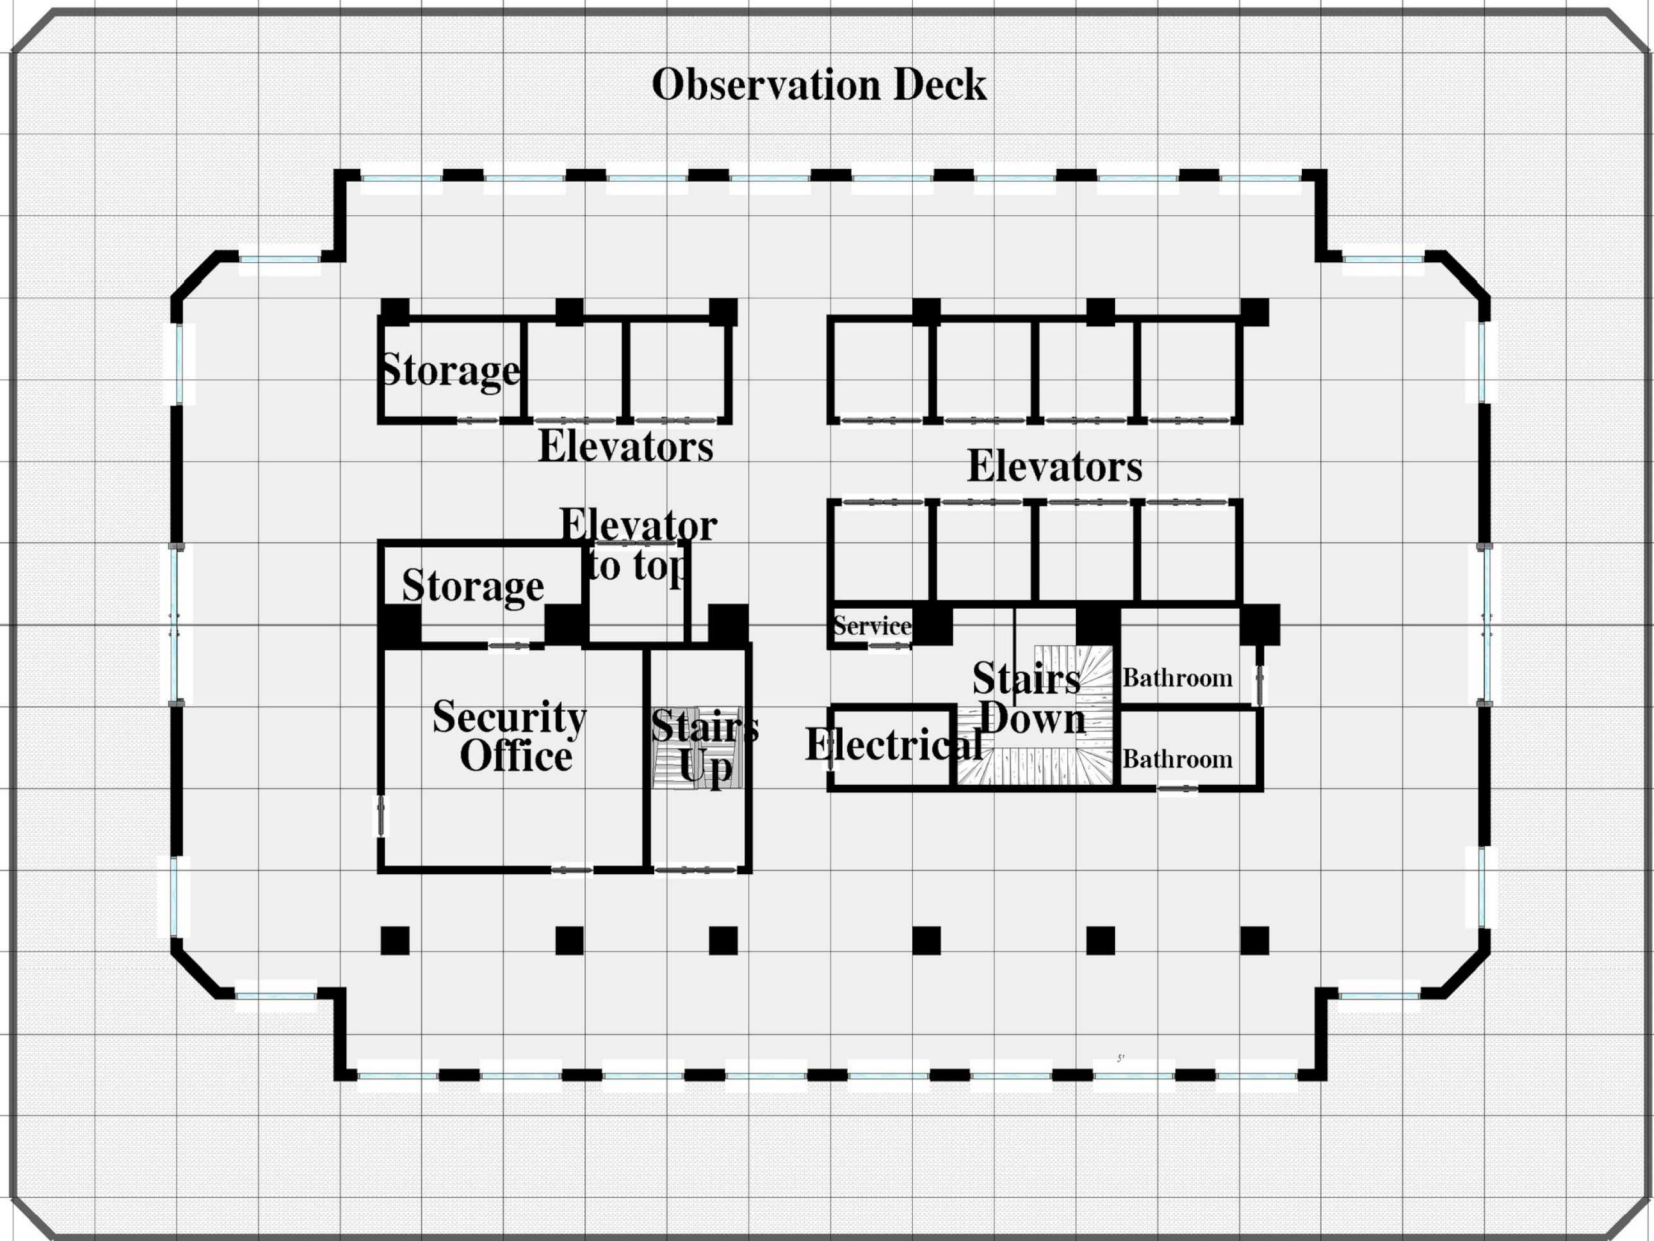 Observation Deck
Storage
Elevators
Elevators
Elevator
to top
Storage
Service
Stairs
Down
Bathroom
Security
Office
Stairs
Up
Electrical
Bathroom
5'